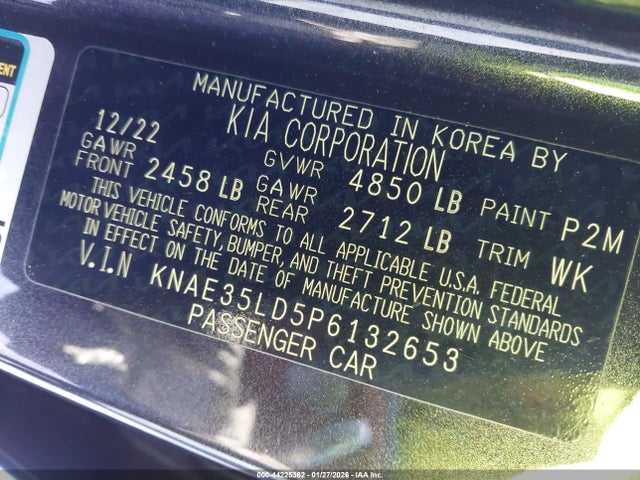 ENT
MANUFACTURED IN KOREA BY
KIA CORPORATION
12/22
GVWR 4850 LB PAINT P2M
GAWR FRONT 2458 LB GAWR REAR 2712 LB TRIM WK
THIS VEHICLE CONFORMS TO ALL APPLICABLE U.S.A. FEDERAL
MOTOR VEHICLE SAFETY, BUMPER, AND THEFT PREVENTION STANDARDS
IN EFFECT ON THE DATE OF MANUFACTURE SHOWN ABOVE
V.I.N KNAE35LD5P6132653
PASSENGER CAR
000-44225362 - 01/27/2026 - IAA Inc.